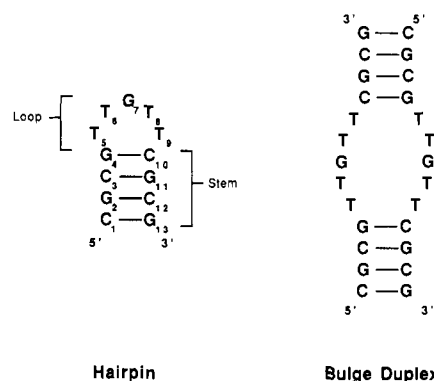 Loop
G7
T6 T8
T5 T9
G4 — C10
C3 — G11
G2 — C12
C1 — G13
5' 3'
Stem
Hairpin
3' 5'
G — C
C — G
G — C
C — G
T T
T T
G G
T T
T T
G — C
C — G
G — C
C — G
5' 3'
Bulge Duplex